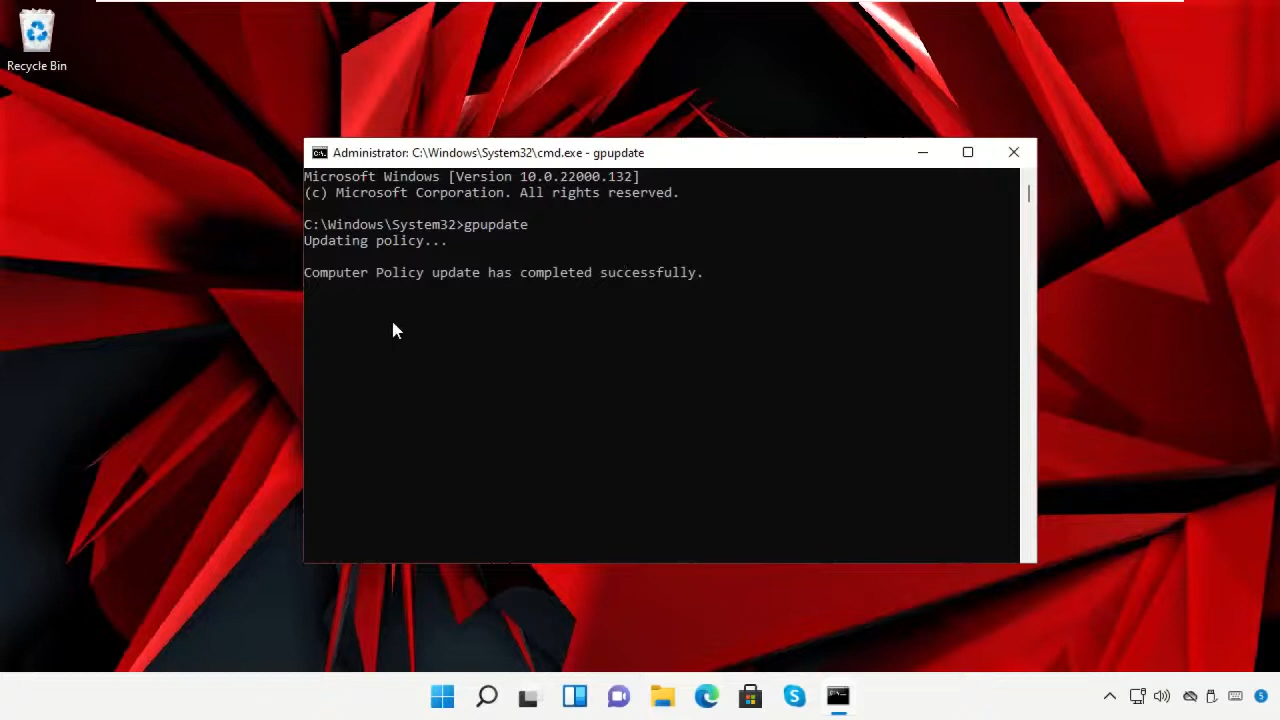 Recycle Bin
Administrator: C:\Windows\System32\cmd.exe - gpupdate
Microsoft Windows [Version 10.0.22000.132]
(c) Microsoft Corporation. All rights reserved.
C:\Windows\System32>gpupdate
Updating policy...
Computer Policy update has completed successfully.
5